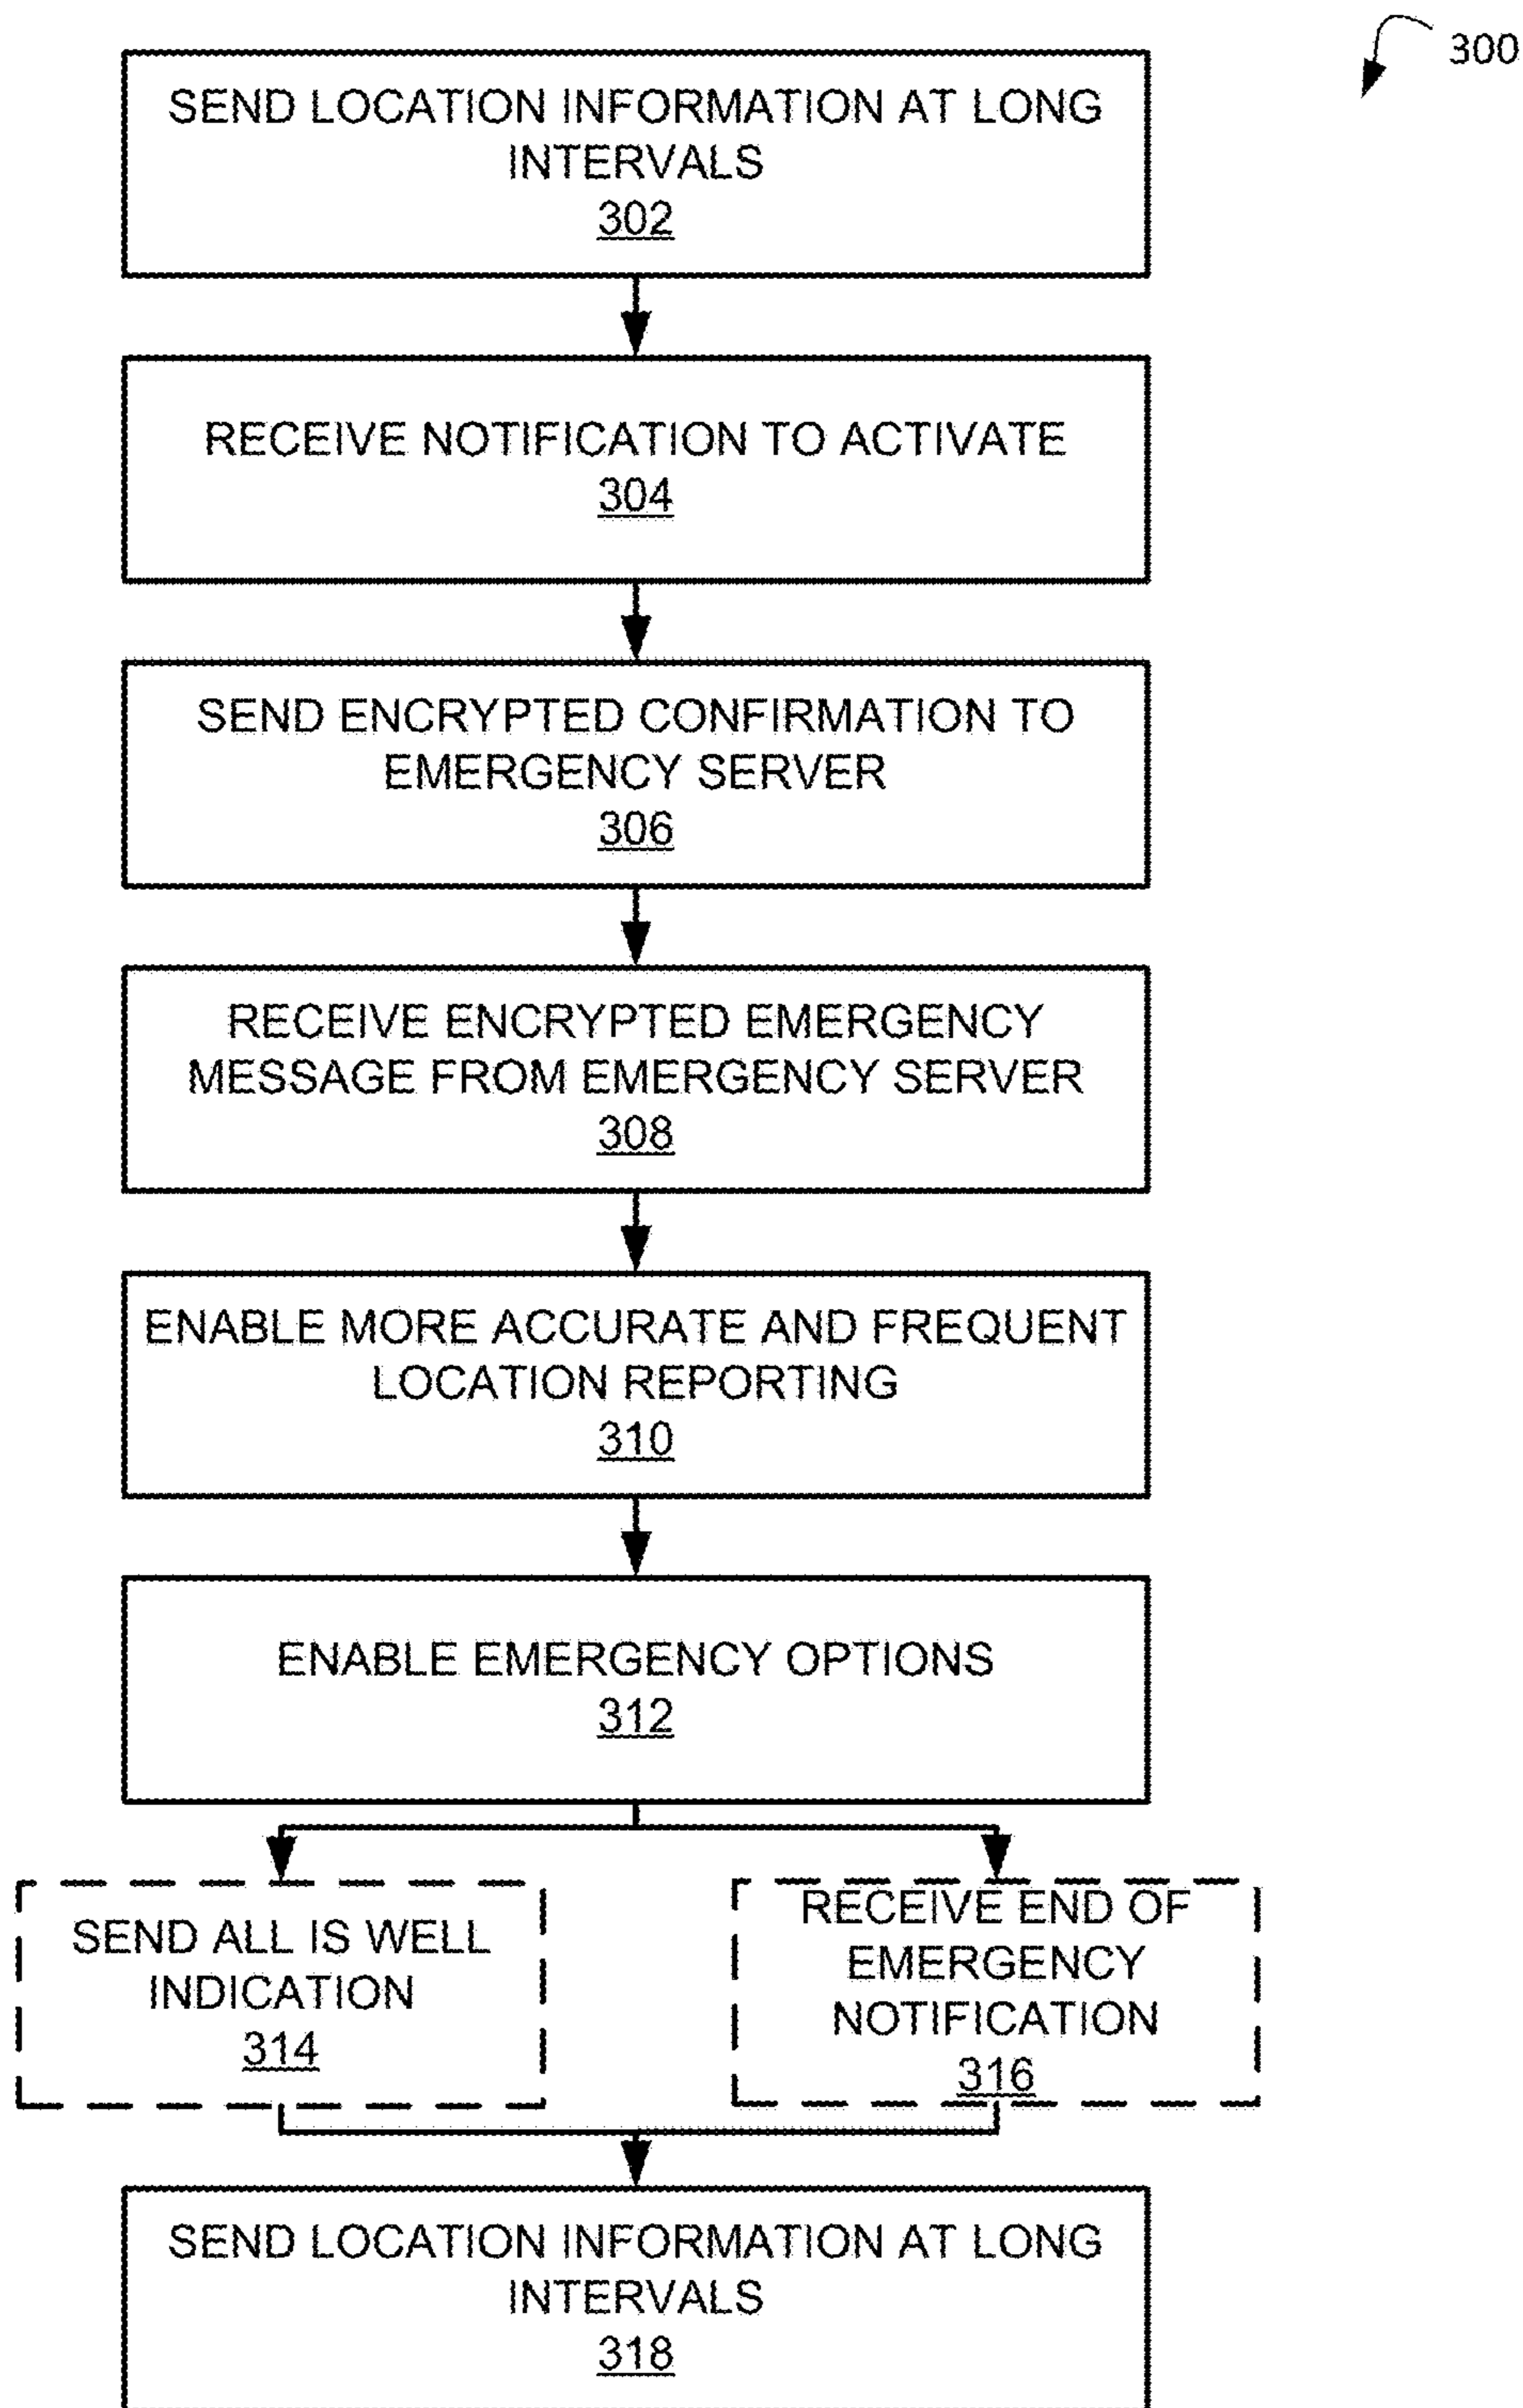 300
SEND LOCATION INFORMATION AT LONG
INTERVALS
302
RECEIVE NOTIFICATION TO ACTIVATE
304
SEND ENCRYPTED CONFIRMATION TO
EMERGENCY SERVER
306
RECEIVE ENCRYPTED EMERGENCY
MESSAGE FROM EMERGENCY SERVER
308
ENABLE MORE ACCURATE AND FREQUENT
LOCATION REPORTING
310
ENABLE EMERGENCY OPTIONS
312
SEND ALL IS WELL
INDICATION
314
RECEIVE END OF
EMERGENCY
NOTIFICATION
316
SEND LOCATION INFORMATION AT LONG
INTERVALS
318